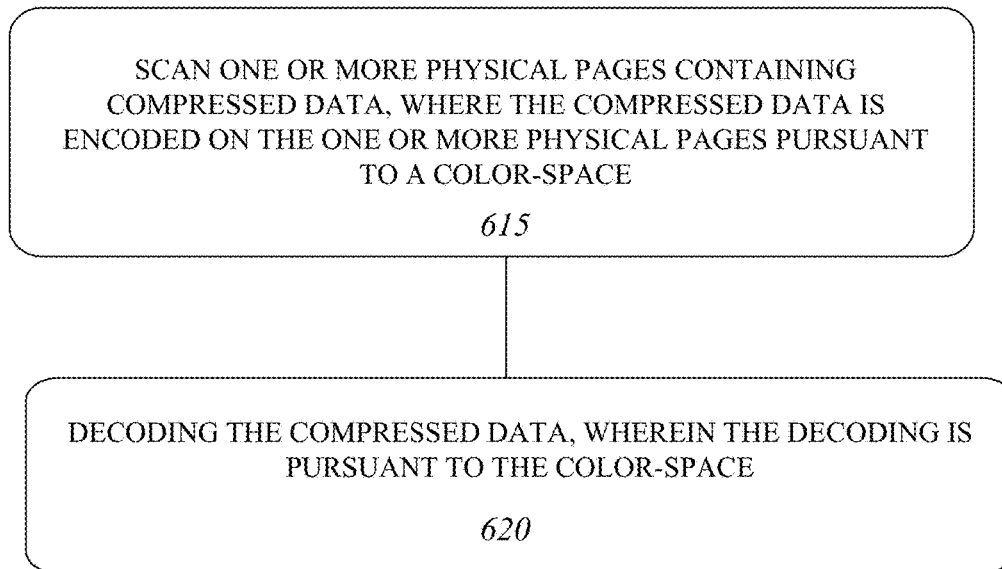 SCAN ONE OR MORE PHYSICAL PAGES CONTAINING
COMPRESSED DATA, WHERE THE COMPRESSED DATA IS
ENCODED ON THE ONE OR MORE PHYSICAL PAGES PURSUANT
TO A COLOR-SPACE
615
DECODING THE COMPRESSED DATA, WHEREIN THE DECODING IS
PURSUANT TO THE COLOR-SPACE
620